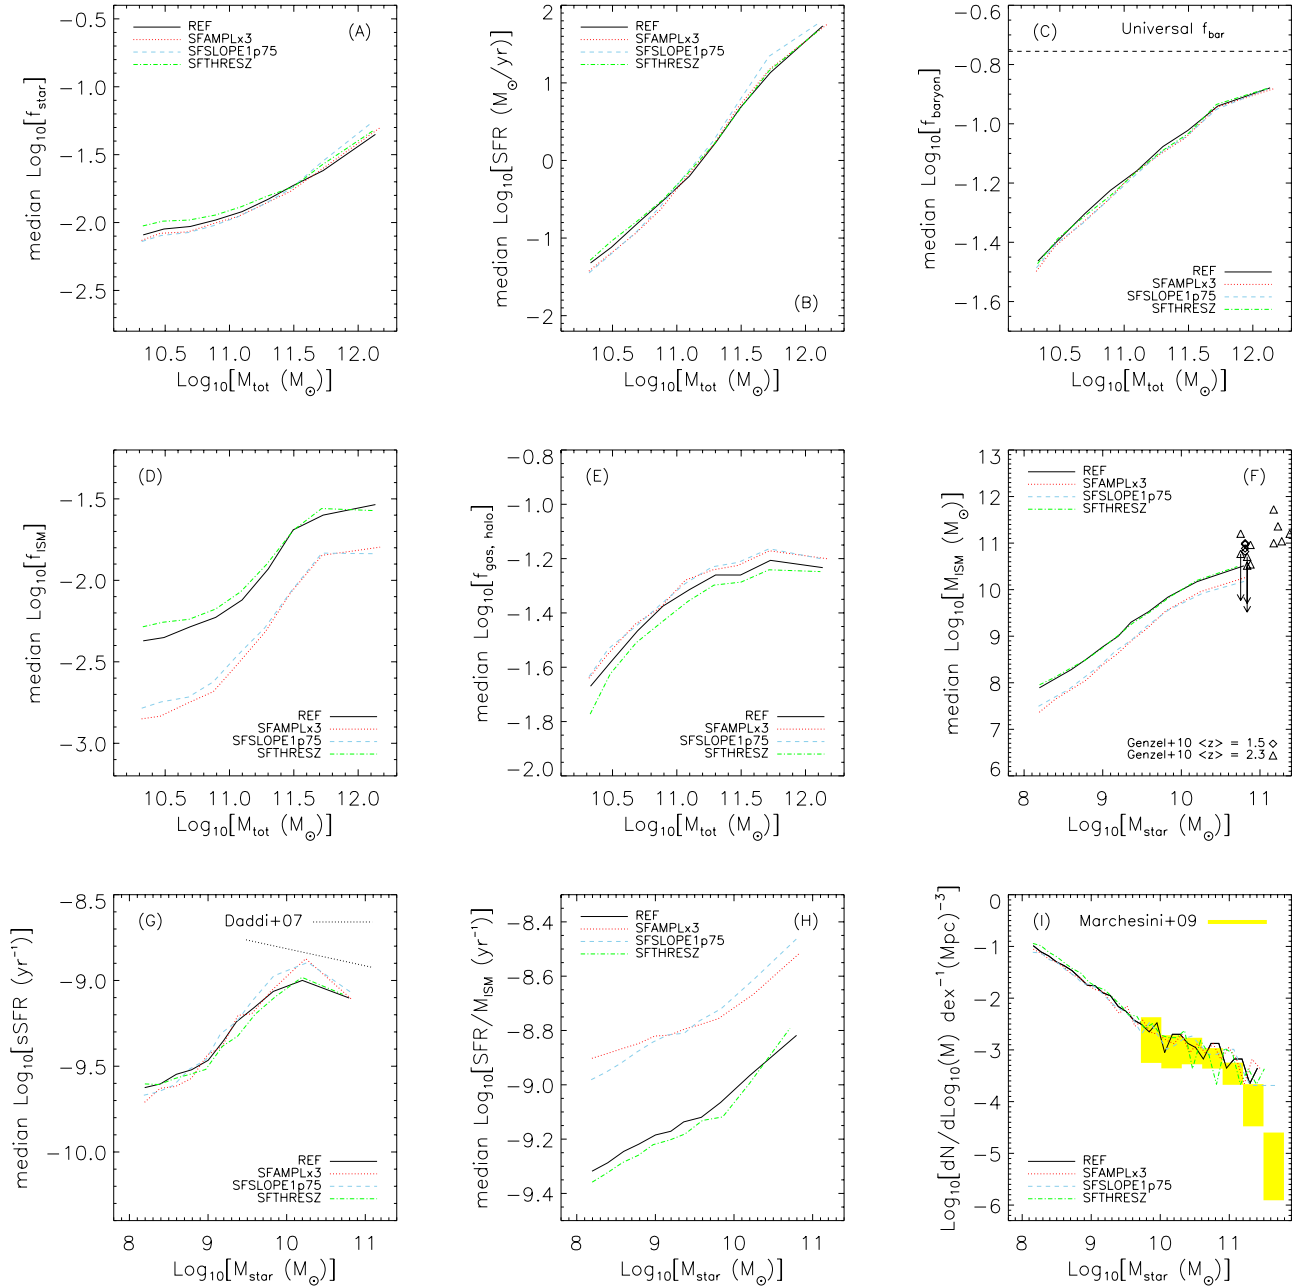 (A)
REF
SFAMPLx3
SFSLOPE1p75
SFTHRESZ
-0.5
-1.0
-1.5
-2.0
-2.5
median Log10[fstar]
10.5 11.0 11.5 12.0
Log10[Mtot (M⊙)]
REF
SFAMPLx3
SFSLOPE1p75
SFTHRESZ
(B)
2
1
0
-1
-2
median Log10[SFR (M⊙/yr)]
10.5 11.0 11.5 12.0
Log10[Mtot (M⊙)]
(C) Universal fbar
REF
SFAMPLx3
SFSLOPE1p75
SFTHRESZ
-0.6
-0.8
-1.0
-1.2
-1.4
-1.6
median Log10[fbaryon]
10.5 11.0 11.5 12.0
Log10[Mtot (M⊙)]
(D)
REF
SFAMPLx3
SFSLOPE1p75
SFTHRESZ
-1.5
-2.0
-2.5
-3.0
median Log10[fISM]
10.5 11.0 11.5 12.0
Log10[Mtot (M⊙)]
(E)
REF
SFAMPLx3
SFSLOPE1p75
SFTHRESZ
-0.8
-1.0
-1.2
-1.4
-1.6
-1.8
-2.0
median Log10[fgas, halo]
10.5 11.0 11.5 12.0
Log10[Mtot (M⊙)]
REF
SFAMPLx3
SFSLOPE1p75
SFTHRESZ
(F)
Genzel+10 <z> = 1.5
Genzel+10 <z> = 2.3
13
12
11
10
9
8
7
6
median Log10[MISM (M⊙)]
8 9 10 11
Log10[Mstar (M⊙)]
(G) Daddi+07
REF
SFAMPLx3
SFSLOPE1p75
SFTHRESZ
-8.5
-9.0
-9.5
-10.0
median Log10[sSFR (yr-1)]
8 9 10 11
Log10[Mstar (M⊙)]
REF
SFAMPLx3
SFSLOPE1p75
SFTHRESZ
(H)
-8.4
-8.6
-8.8
-9.0
-9.2
-9.4
median Log10[SFR/MISM (yr-1)]
8 9 10 11
Log10[Mstar (M⊙)]
(I) Marchesini+09
REF
SFAMPLx3
SFSLOPE1p75
SFTHRESZ
0
-1
-2
-3
-4
-5
-6
Log10[dN/dLog10(M) dex-1(Mpc)-3]
8 9 10 11
Log10[Mstar (M⊙)]